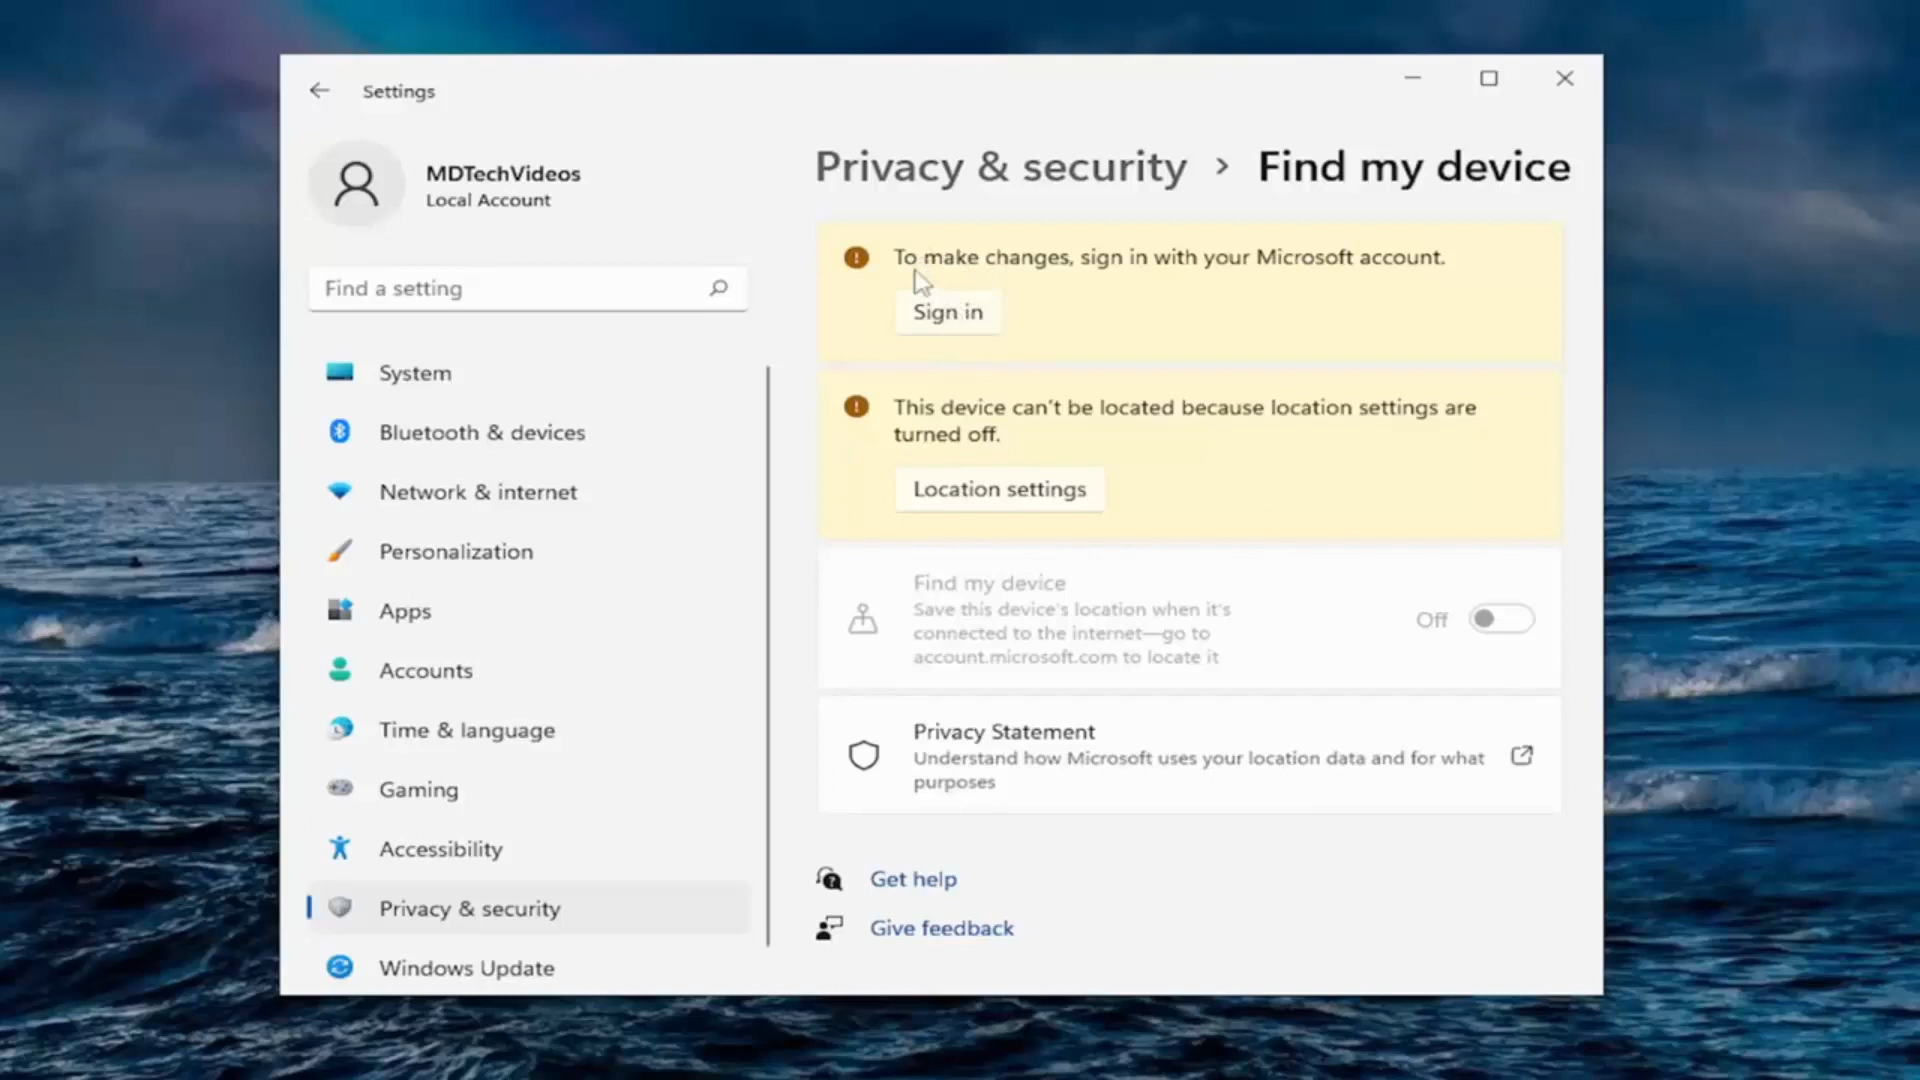 Settings
MDTechVideos
Local Account
Find a setting
System
Bluetooth & devices
Network & internet
Personalization
Apps
Accounts
Time & language
Gaming
Accessibility
Privacy & security
Windows Update
Privacy & security > Find my device
To make changes, sign in with your Microsoft account.
Sign in
This device can't be located because location settings are
turned off.
Location settings
Find my device
Save this device's location when it's
connected to the internet—go to
account.microsoft.com to locate it
Off
Privacy Statement
Understand how Microsoft uses your location data and for what
purposes
Get help
Give feedback